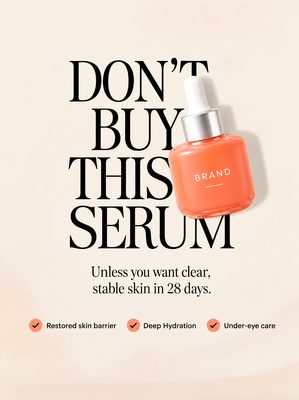 DON'T
BUY
THIS
SERUM
BRAND
Unless you want clear,
stable skin in 28 days.
Restored skin barrier
Deep Hydration
Under-eye care